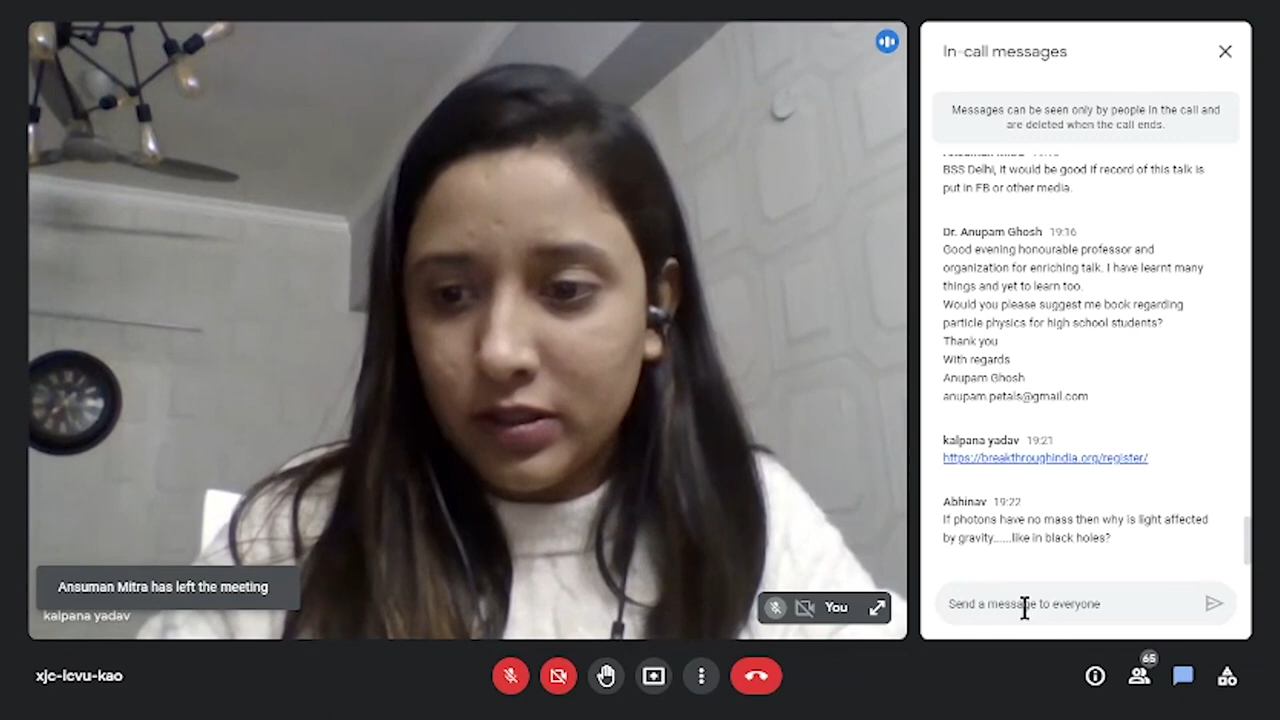 In-call messages
Messages can be seen only by people in the call and
are deleted when the call ends.
BSS Delhi, it would be good if record of this talk is
put in FB or other media.
Dr. Anupam Ghosh 19:16
Good evening honourable professor and
organization for enriching talk. I have learnt many
things and yet to learn too.
Would you please suggest me book regarding
particle physics for high school students?
Thank you
With regards
Anupam Ghosh
anupam.petals@gmail.com
kalpana yadav 19:21
https://breakthroughindia.org/register/
Abhinav 19:22
If photons have no mass then why is light affected
by gravity......like in black holes?
Send a message to everyone
Ansuman Mitra has left the meeting
kalpana yadav
You
xjc-lcvu-kao
65